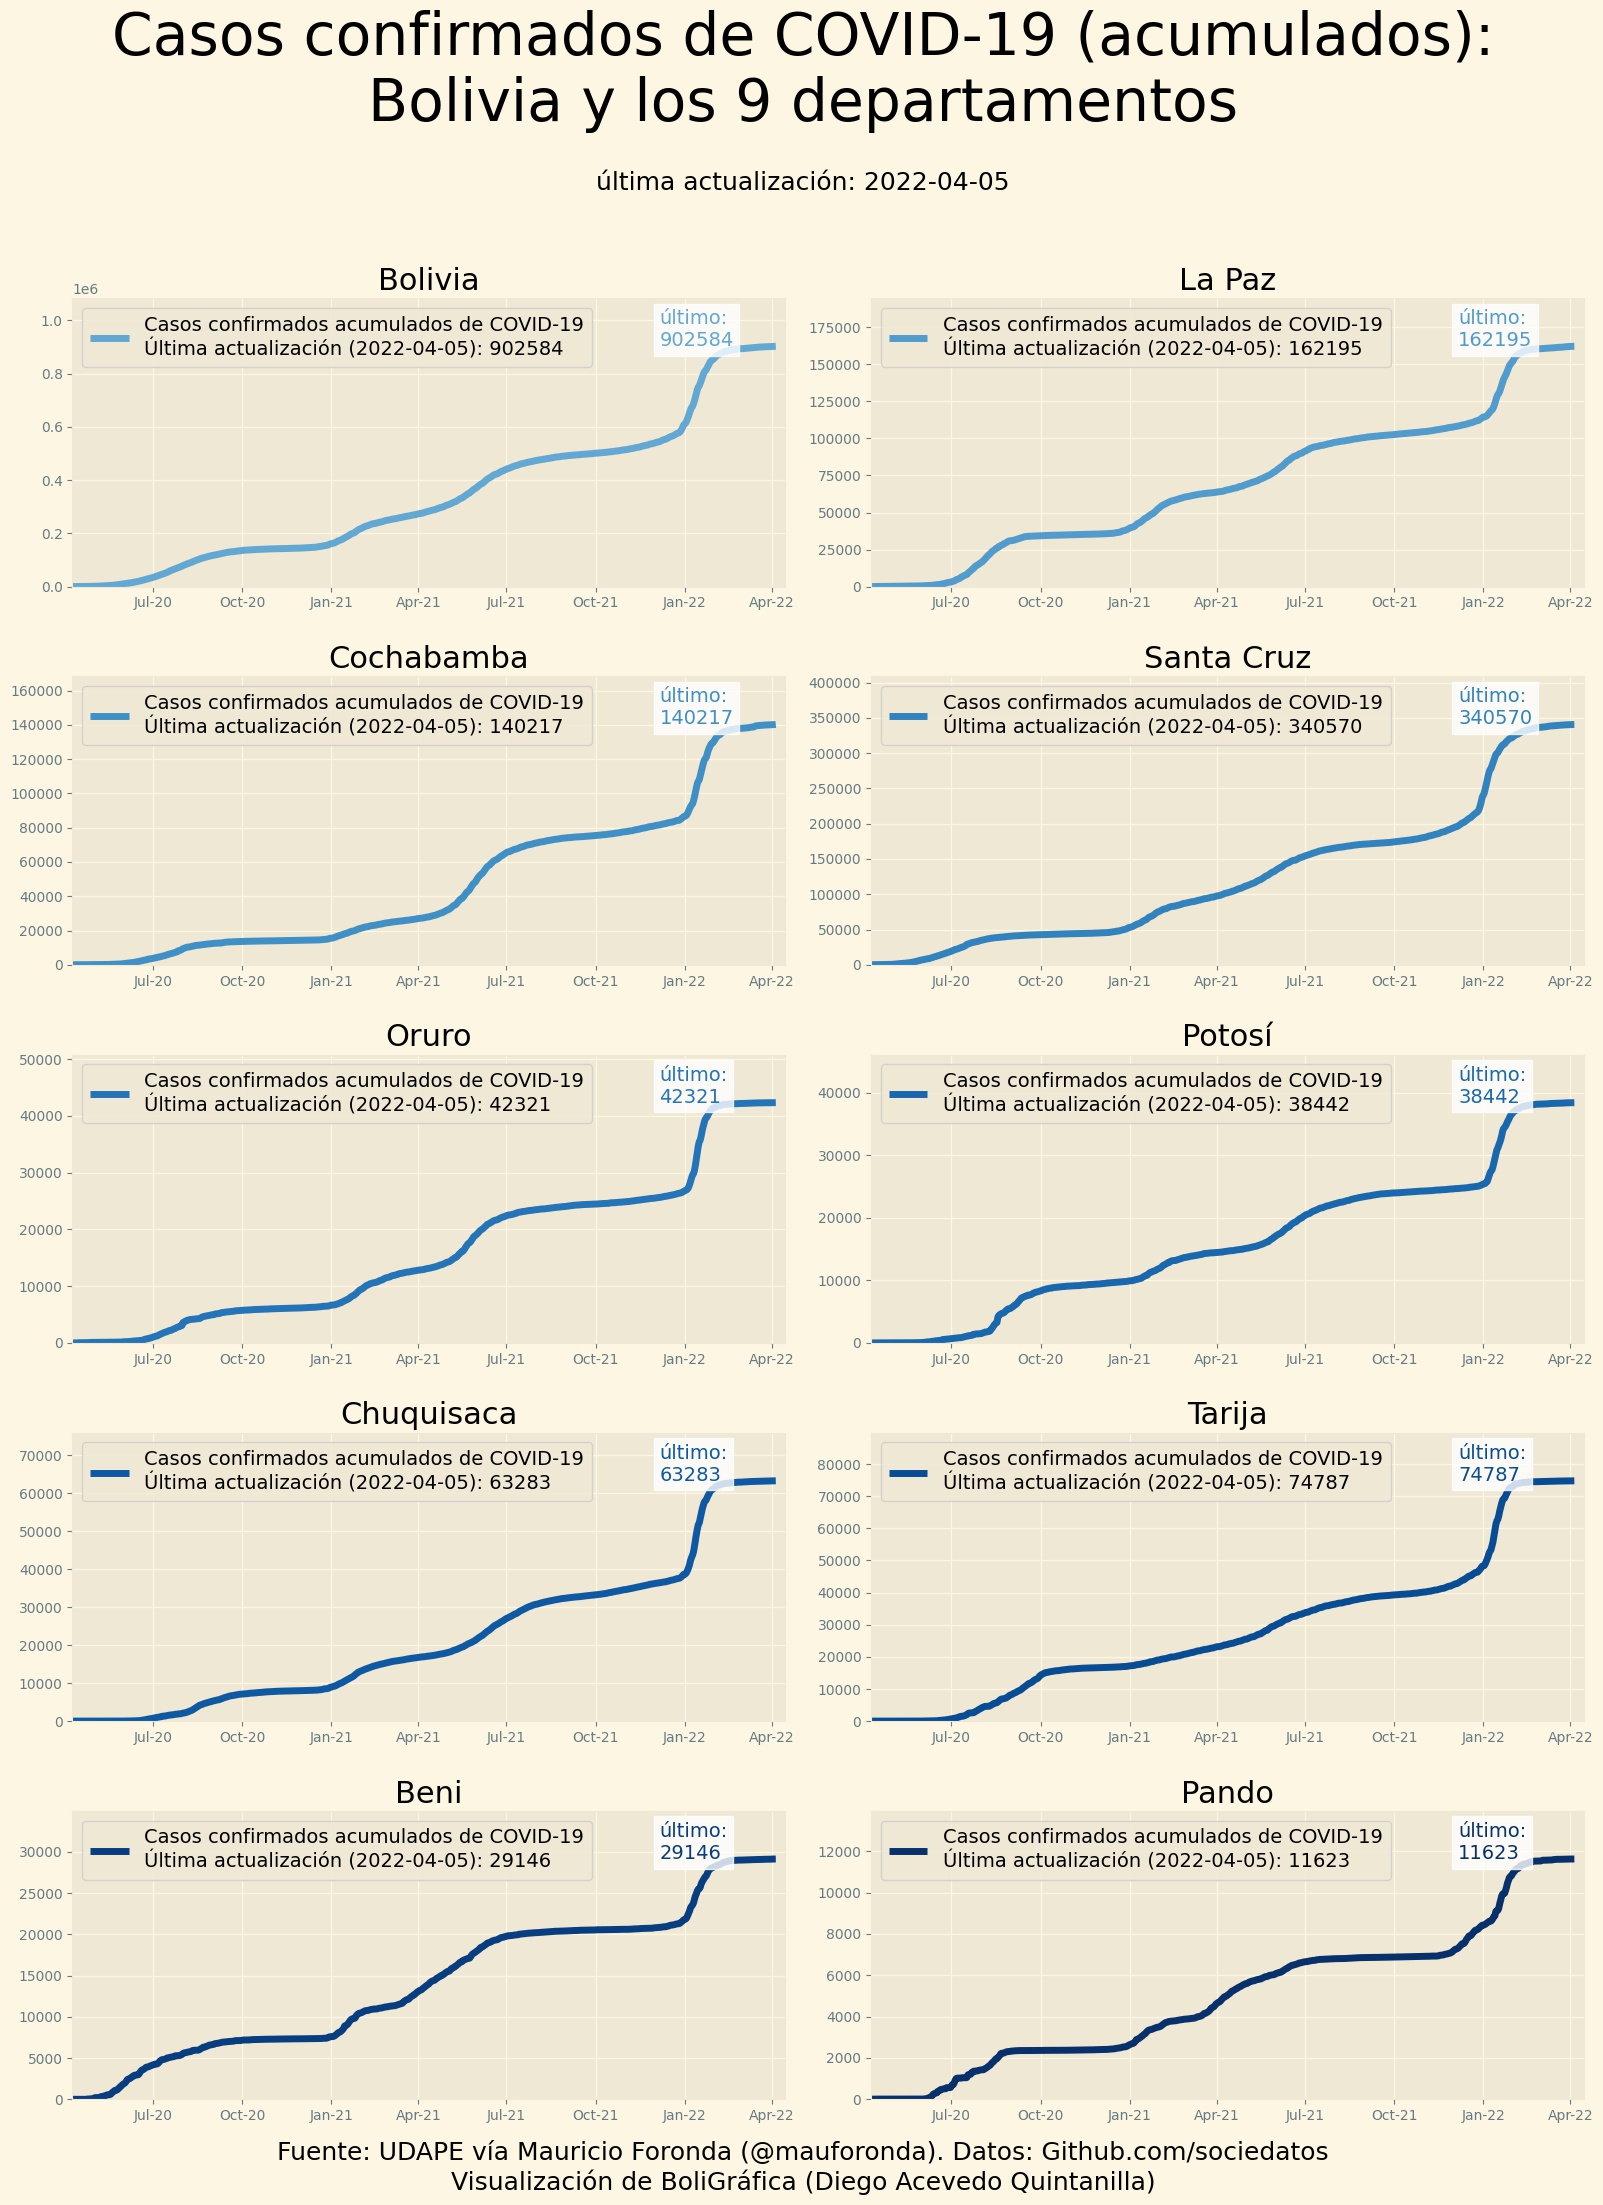 Casos confirmados de COVID-19 (acumulados):
Bolivia y los 9 departamentos
última actualización: 2022-04-05
Bolivia
1e6
Casos confirmados acumulados de COVID-19
Última actualización (2022-04-05): 902584
último:
902584
1.0
0.8
0.6
0.4
0.2
0.0
Jul-20 Oct-20 Jan-21 Apr-21 Jul-21 Oct-21 Jan-22 Apr-22
La Paz
Casos confirmados acumulados de COVID-19
Última actualización (2022-04-05): 162195
último:
162195
175000
150000
125000
100000
75000
50000
25000
0
Jul-20 Oct-20 Jan-21 Apr-21 Jul-21 Oct-21 Jan-22 Apr-22
Cochabamba
Casos confirmados acumulados de COVID-19
Última actualización (2022-04-05): 140217
último:
140217
160000
140000
120000
100000
80000
60000
40000
20000
0
Jul-20 Oct-20 Jan-21 Apr-21 Jul-21 Oct-21 Jan-22 Apr-22
Santa Cruz
Casos confirmados acumulados de COVID-19
Última actualización (2022-04-05): 340570
último:
340570
400000
350000
300000
250000
200000
150000
100000
50000
0
Jul-20 Oct-20 Jan-21 Apr-21 Jul-21 Oct-21 Jan-22 Apr-22
Oruro
Casos confirmados acumulados de COVID-19
Última actualización (2022-04-05): 42321
último:
42321
50000
40000
30000
20000
10000
0
Jul-20 Oct-20 Jan-21 Apr-21 Jul-21 Oct-21 Jan-22 Apr-22
Potosí
Casos confirmados acumulados de COVID-19
Última actualización (2022-04-05): 38442
último:
38442
40000
30000
20000
10000
0
Jul-20 Oct-20 Jan-21 Apr-21 Jul-21 Oct-21 Jan-22 Apr-22
Chuquisaca
Casos confirmados acumulados de COVID-19
Última actualización (2022-04-05): 63283
último:
63283
70000
60000
50000
40000
30000
20000
10000
0
Jul-20 Oct-20 Jan-21 Apr-21 Jul-21 Oct-21 Jan-22 Apr-22
Tarija
Casos confirmados acumulados de COVID-19
Última actualización (2022-04-05): 74787
último:
74787
80000
70000
60000
50000
40000
30000
20000
10000
0
Jul-20 Oct-20 Jan-21 Apr-21 Jul-21 Oct-21 Jan-22 Apr-22
Beni
Casos confirmados acumulados de COVID-19
Última actualización (2022-04-05): 29146
último:
29146
30000
25000
20000
15000
10000
5000
0
Jul-20 Oct-20 Jan-21 Apr-21 Jul-21 Oct-21 Jan-22 Apr-22
Pando
Casos confirmados acumulados de COVID-19
Última actualización (2022-04-05): 11623
último:
11623
12000
10000
8000
6000
4000
2000
0
Jul-20 Oct-20 Jan-21 Apr-21 Jul-21 Oct-21 Jan-22 Apr-22
Fuente: UDAPE vía Mauricio Foronda (@mauforonda). Datos: Github.com/sociedatos
Visualización de BoliGráfica (Diego Acevedo Quintanilla)